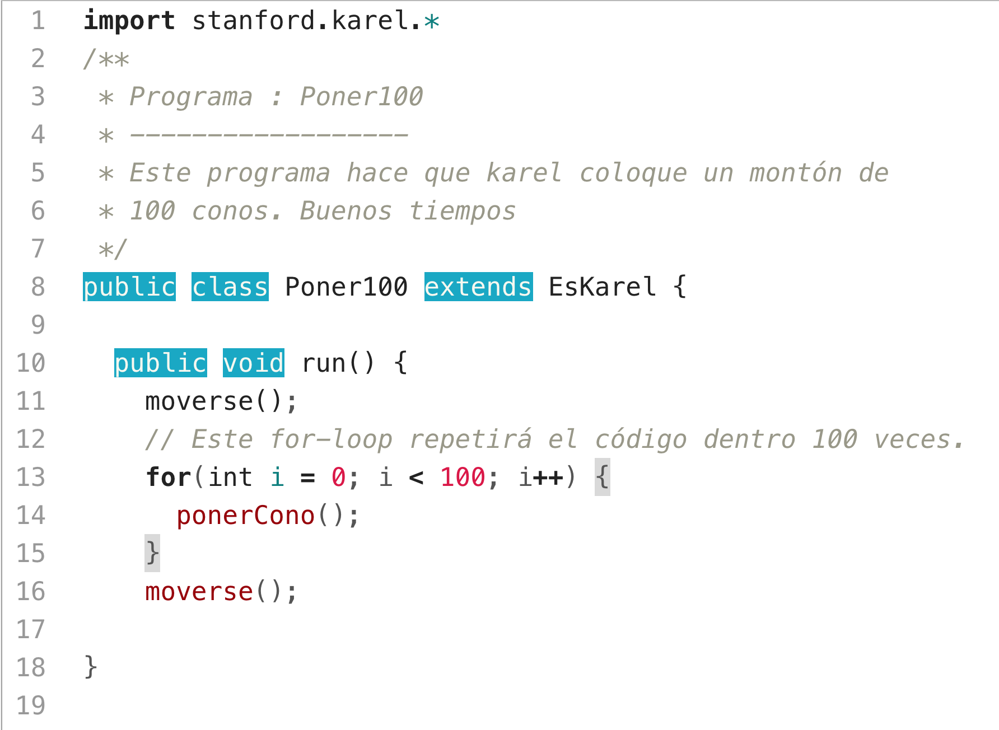 1 import stanford.karel.*
2 /**
3  * Programa : Poner100
4  * ------------------
5  * Este programa hace que karel coloque un montón de
6  * 100 conos. Buenos tiempos
7  */
8 public class Poner100 extends EsKarel {
9
10   public void run() {
11     moverse();
12     // Este for-loop repetirá el código dentro 100 veces.
13     for(int i = 0; i < 100; i++) {
14       ponerCono();
15     }
16     moverse();
17
18 }
19